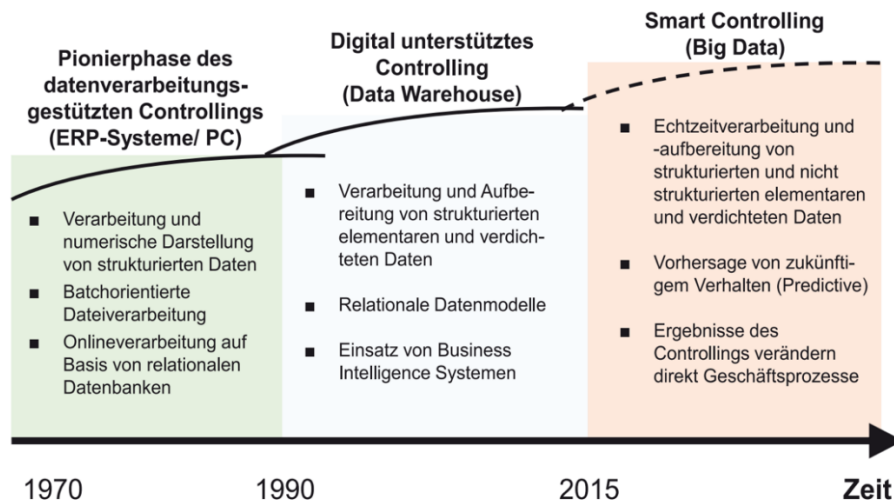 Pionierphase des
datenverarbeitungs-
gestützten Controllings
(ERP-Systeme/ PC)
■ Verarbeitung und
numerische Darstellung
von strukturierten Daten
■ Batchorientierte
Dateiverarbeitung
■ Onlineverarbeitung auf
Basis von relationalen
Datenbanken
Digital unterstütztes
Controlling
(Data Warehouse)
■ Verarbeitung und Aufbe-
reitung von strukturierten
elementaren und verdich-
teten Daten
■ Relationale Datenmodelle
■ Einsatz von Business
Intelligence Systemen
Smart Controlling
(Big Data)
■ Echtzeitverarbeitung und
-aufbereitung von
strukturierten und nicht
strukturierten elementaren
und verdichteten Daten
■ Vorhersage von zukünfti-
gem Verhalten (Predictive)
■ Ergebnisse des
Controllings verändern
direkt Geschäftsprozesse
1970 1990 2015 Zeit